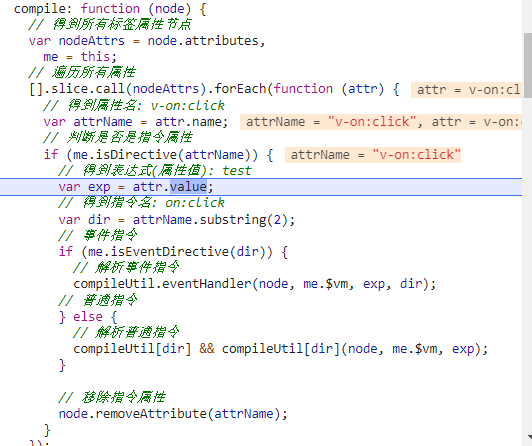 compile: function (node) {
// 得到所有标签属性节点
var nodeAttrs = node.attributes,
me = this;
// 遍历所有属性
[].slice.call(nodeAttrs).forEach(function (attr) { attr = v-on:cl
// 得到属性名: v-on:click
var attrName = attr.name; attrName = "v-on:click", attr = v-on:
// 判断是否是指令属性
if (me.isDirective(attrName)) { attrName = "v-on:click"
// 得到表达式(属性值): test
var exp = attr.value;
// 得到指令名: on:click
var dir = attrName.substring(2);
// 事件指令
if (me.isEventDirective(dir)) {
// 解析事件指令
compileUtil.eventHandler(node, me.$vm, exp, dir);
// 普通指令
} else {
// 解析普通指令
compileUtil[dir] && compileUtil[dir](node, me.$vm, exp);
}
// 移除指令属性
node.removeAttribute(attrName);
}
});